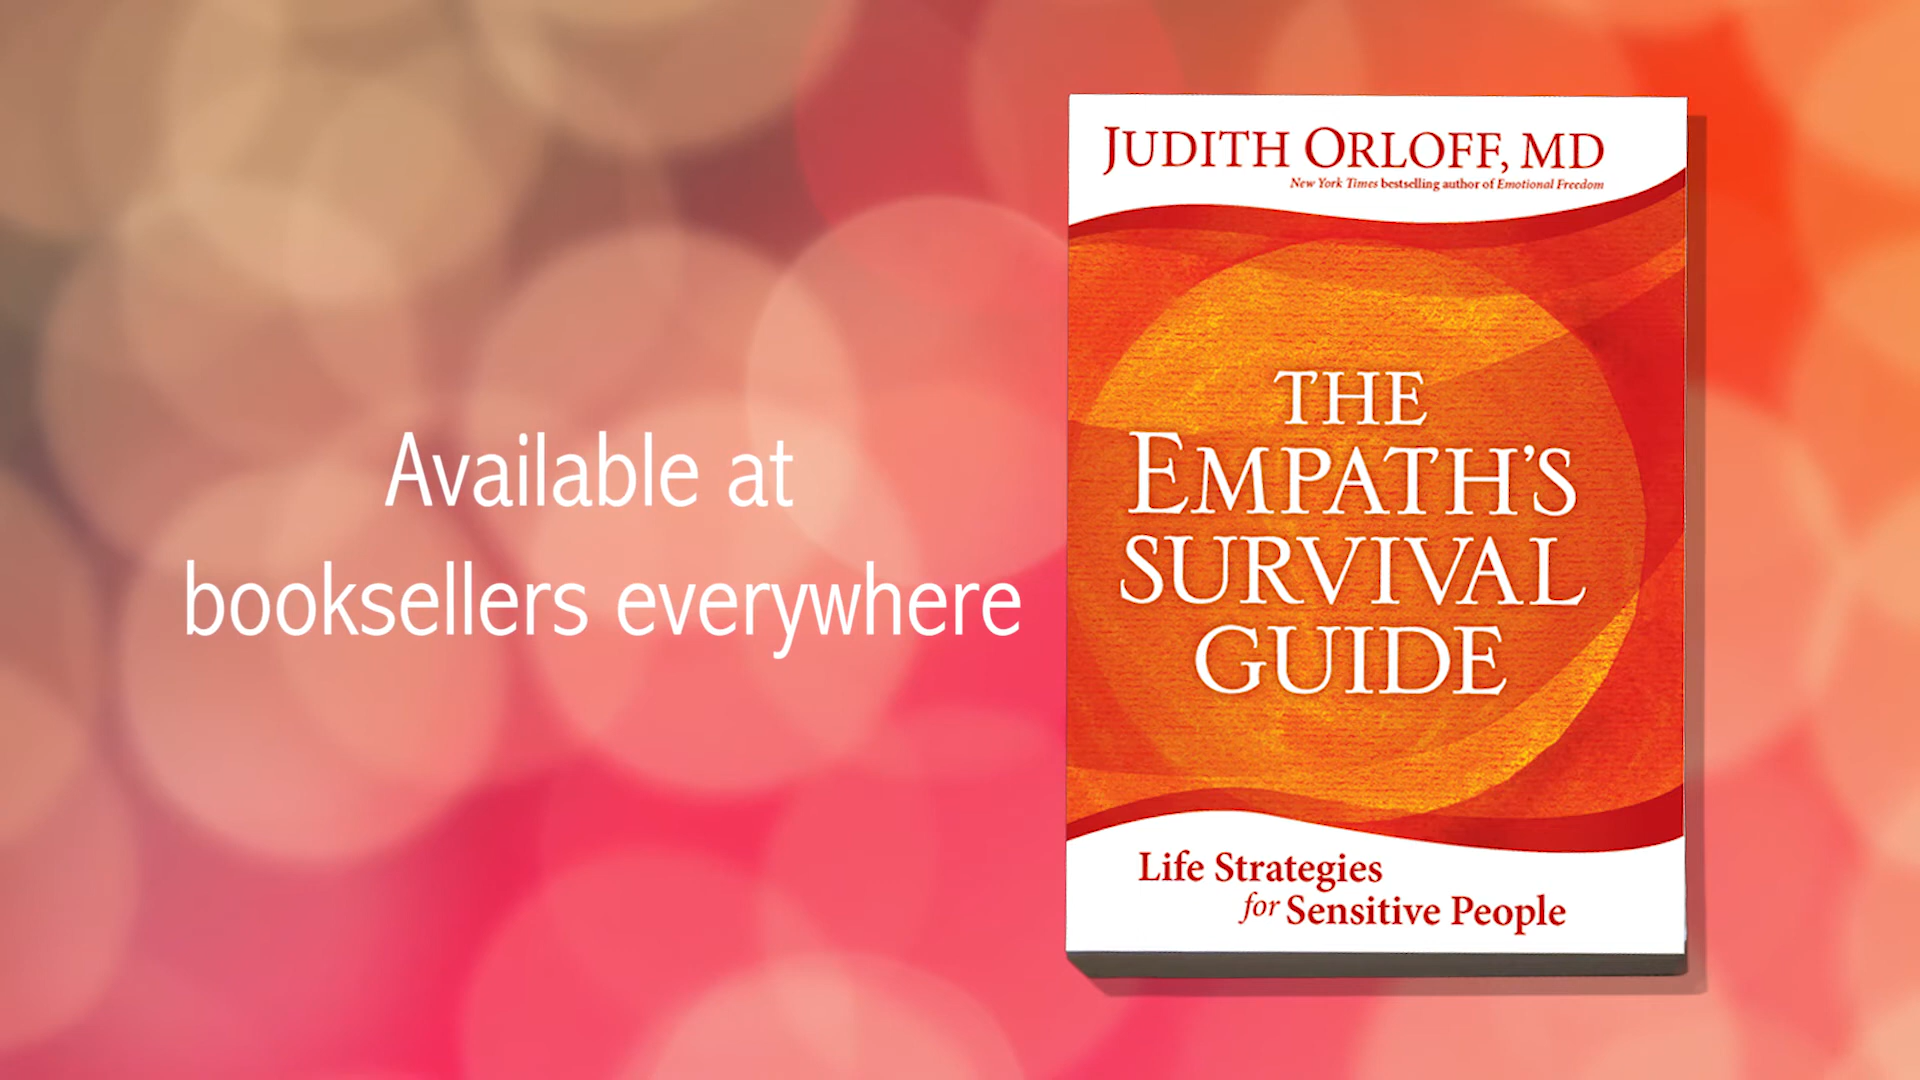 Available at
booksellers everywhere
JUDITH ORLOFF, MD
New York Times bestselling author of Emotional Freedom
THE
EMPATH'S
SURVIVAL
GUIDE
Life Strategies
for Sensitive People